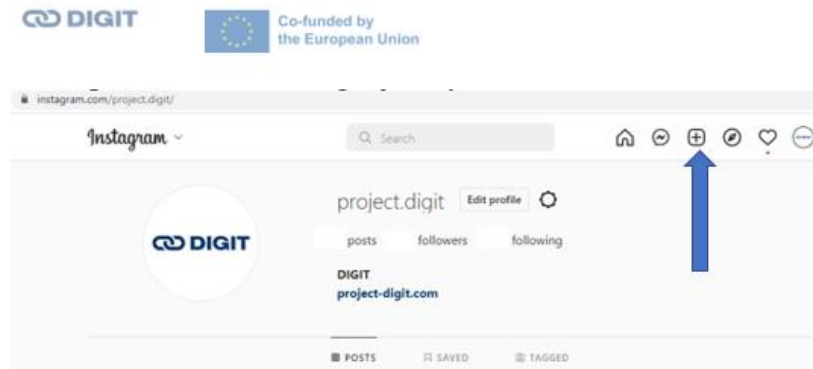 DIGIT
Co-funded by
the European Union
instagram.com/project.digit/
Instagram
Search
project.digit Edit profile
DIGIT
posts followers following
DIGIT
project-digit.com
POSTS SAVED TAGGED